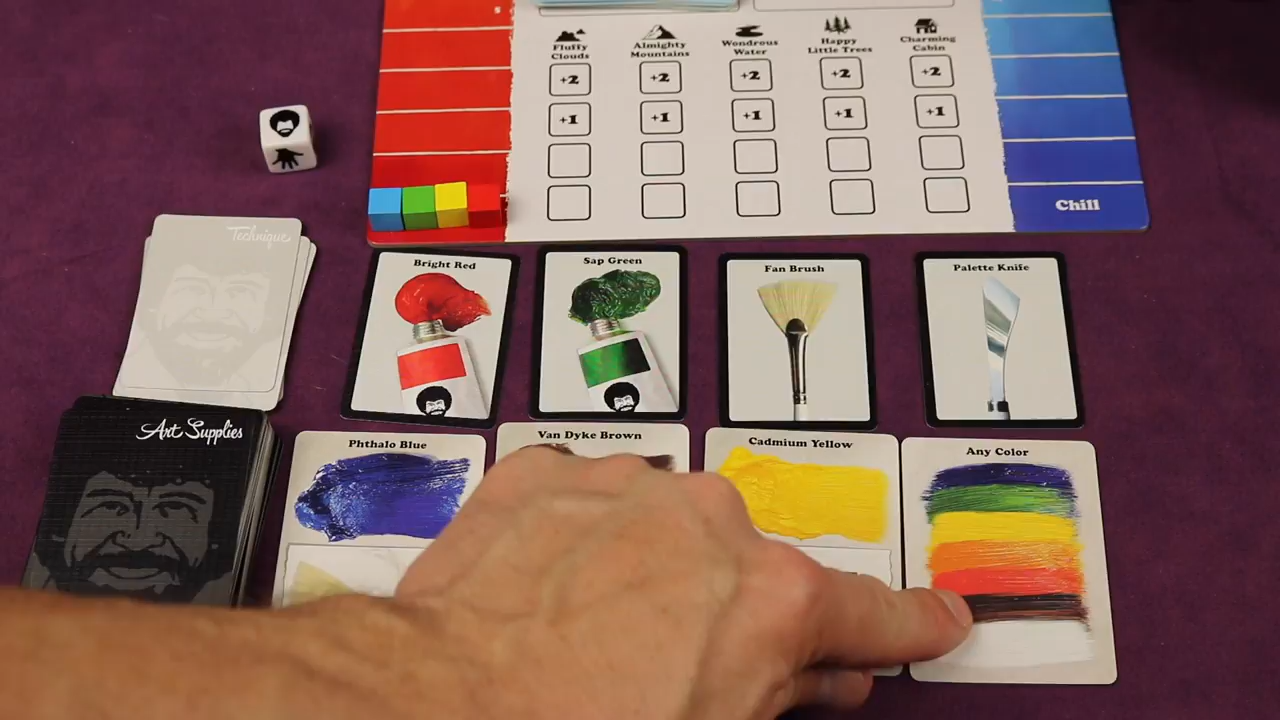 Fluffy
Clouds
Almighty
Mountains
Wondrous
Water
Happy
Little Trees
Charming
Cabin
+2
+2
+2
+2
+2
+1
+1
+1
+1
+1
Chill
Technique
Bright Red
Sap Green
Fan Brush
Palette Knife
Art Supplies
Phthalo Blue
Van Dyke Brown
Cadmium Yellow
Any Color